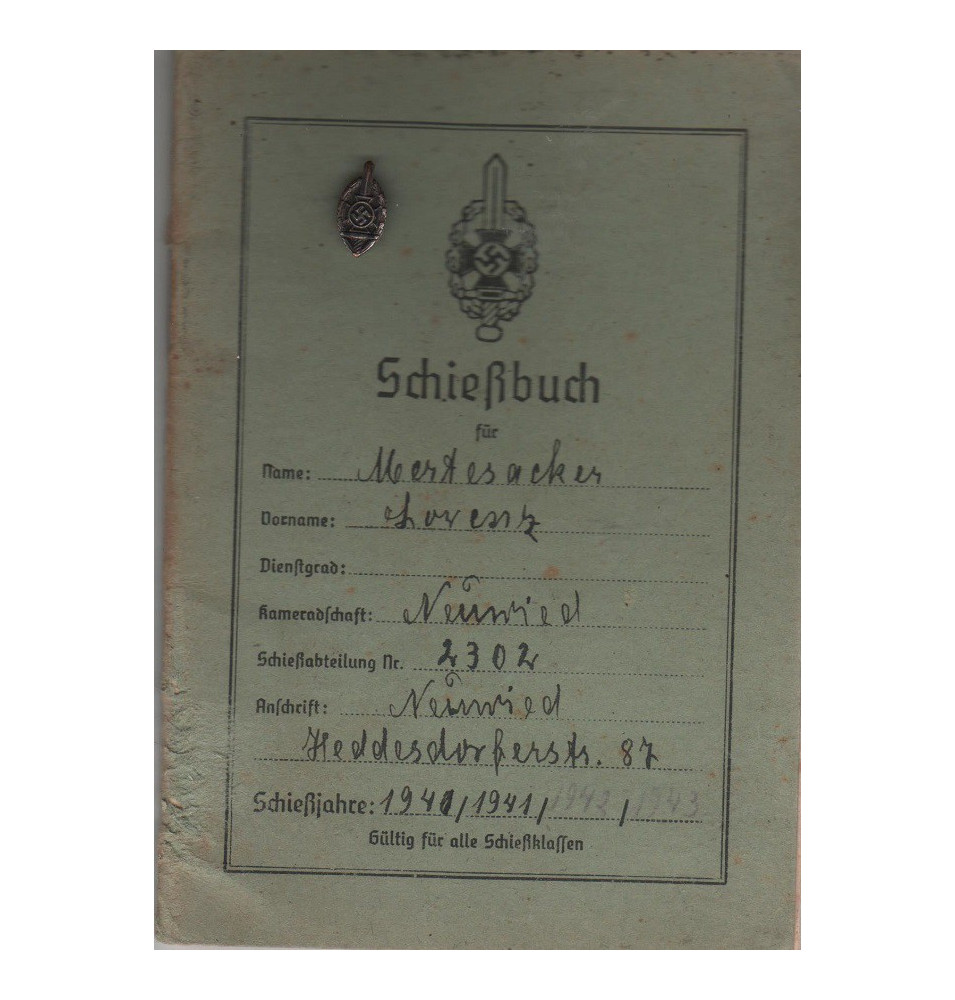 Schießbuch
für
Name: Mertesacker
Vorname: Lorenz
Dienstgrad:
Kameradschaft: Neuwied
Schießabteilung Nr. 2302
Anschrift: Neuwied
Heddesdorferstr. 87
Schießjahre: 1940/1941/1942/1943
Gültig für alle Schießklassen